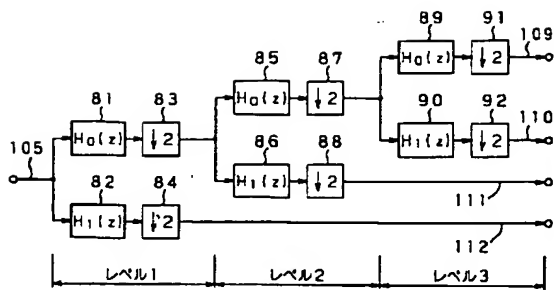 89 91 109
H₀(z) ↓2
85 87
H₀(z) ↓2
90 92 110
H₁(z) ↓2
81 83
105 H₀(z) ↓2
86 88
H₁(z) ↓2
82 84 111
H₁(z) ↓2
112
レベル1 レベル2 レベル3